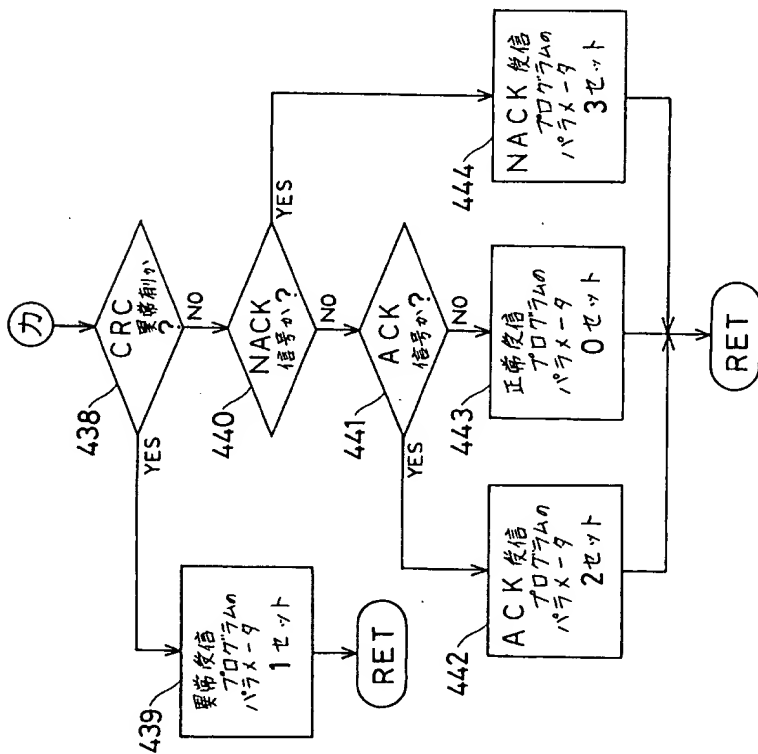 カ
438
CRC
異常有りか
?
YES
NO
439
異常受信
プログラムの
パラメータ
1セット
RET
440
NACK
信号か?
YES
NO
441
ACK
信号か?
YES
NO
442
ACK受信
プログラムの
パラメータ
2セット
443
正常受信
プログラムの
パラメータ
0セット
444
NACK受信
プログラムの
パラメータ
3セット
RET